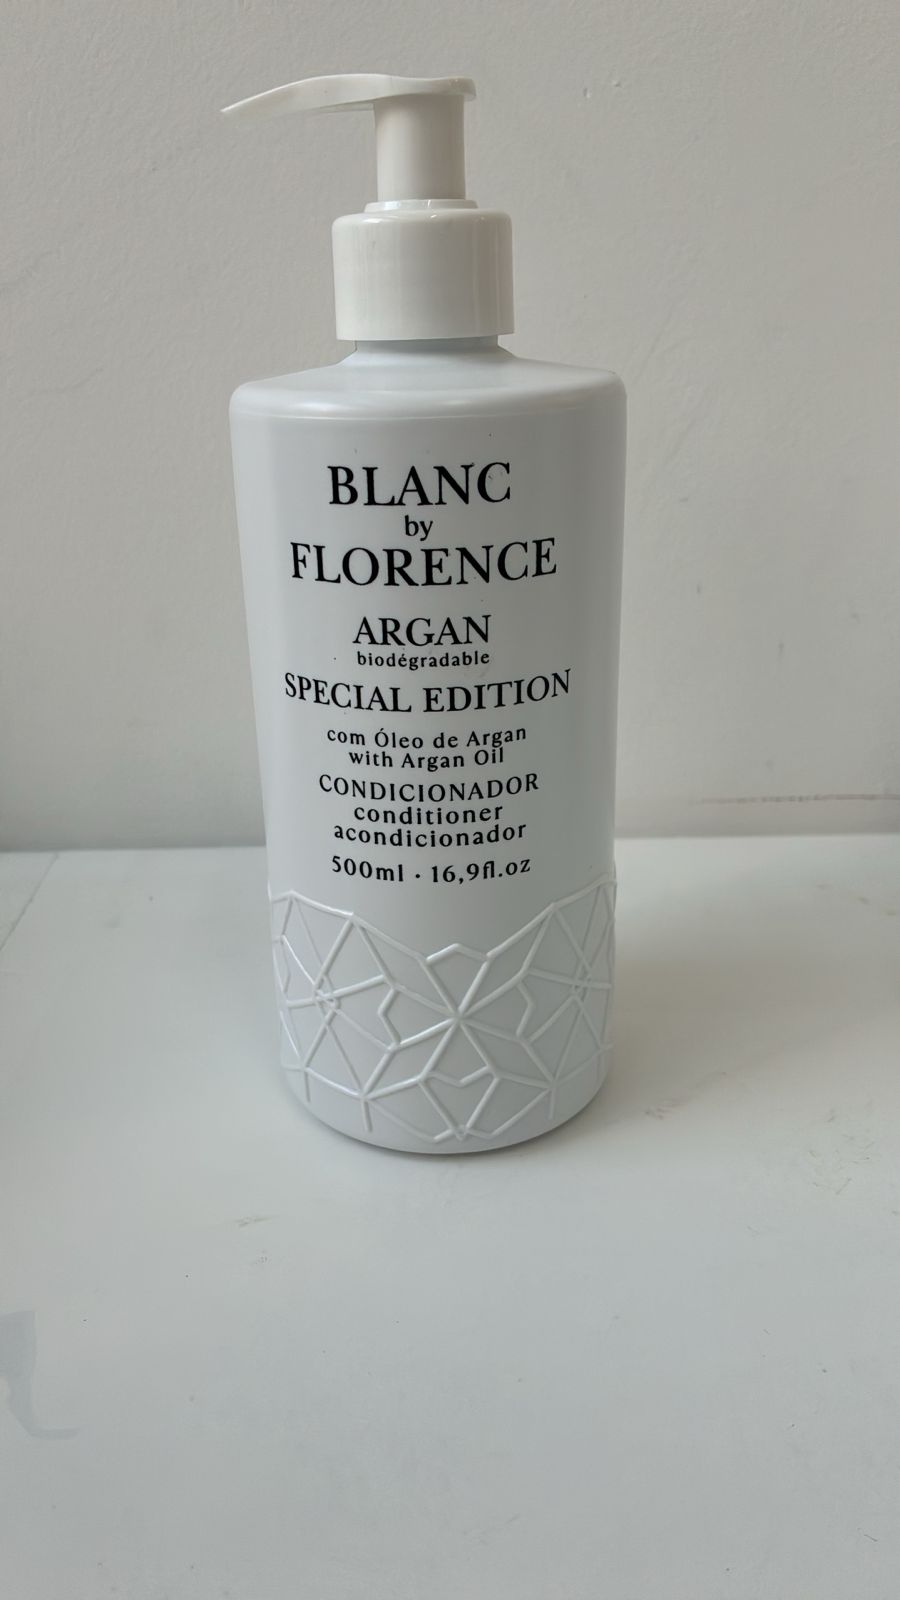 BLANC
by
FLORENCE
ARGAN
biodégradable
SPECIAL EDITION
com Óleo de Argan
with Argan Oil
CONDICIONADOR
conditioner
acondicionador
500ml · 16,9fl.oz